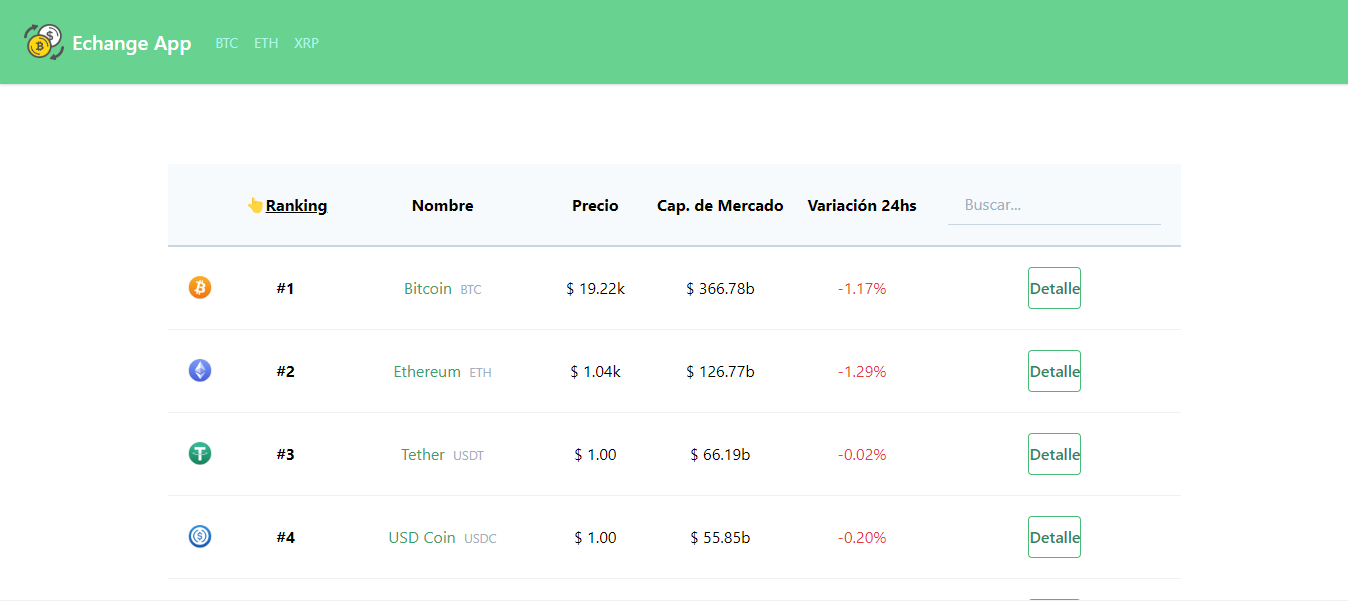 Echange App BTC ETH XRP
👆Ranking Nombre Precio Cap. de Mercado Variación 24hs Buscar...
#1 Bitcoin BTC $ 19.22k $ 366.78b -1.17% Detalle
#2 Ethereum ETH $ 1.04k $ 126.77b -1.29% Detalle
#3 Tether USDT $ 1.00 $ 66.19b -0.02% Detalle
#4 USD Coin USDC $ 1.00 $ 55.85b -0.20% Detalle